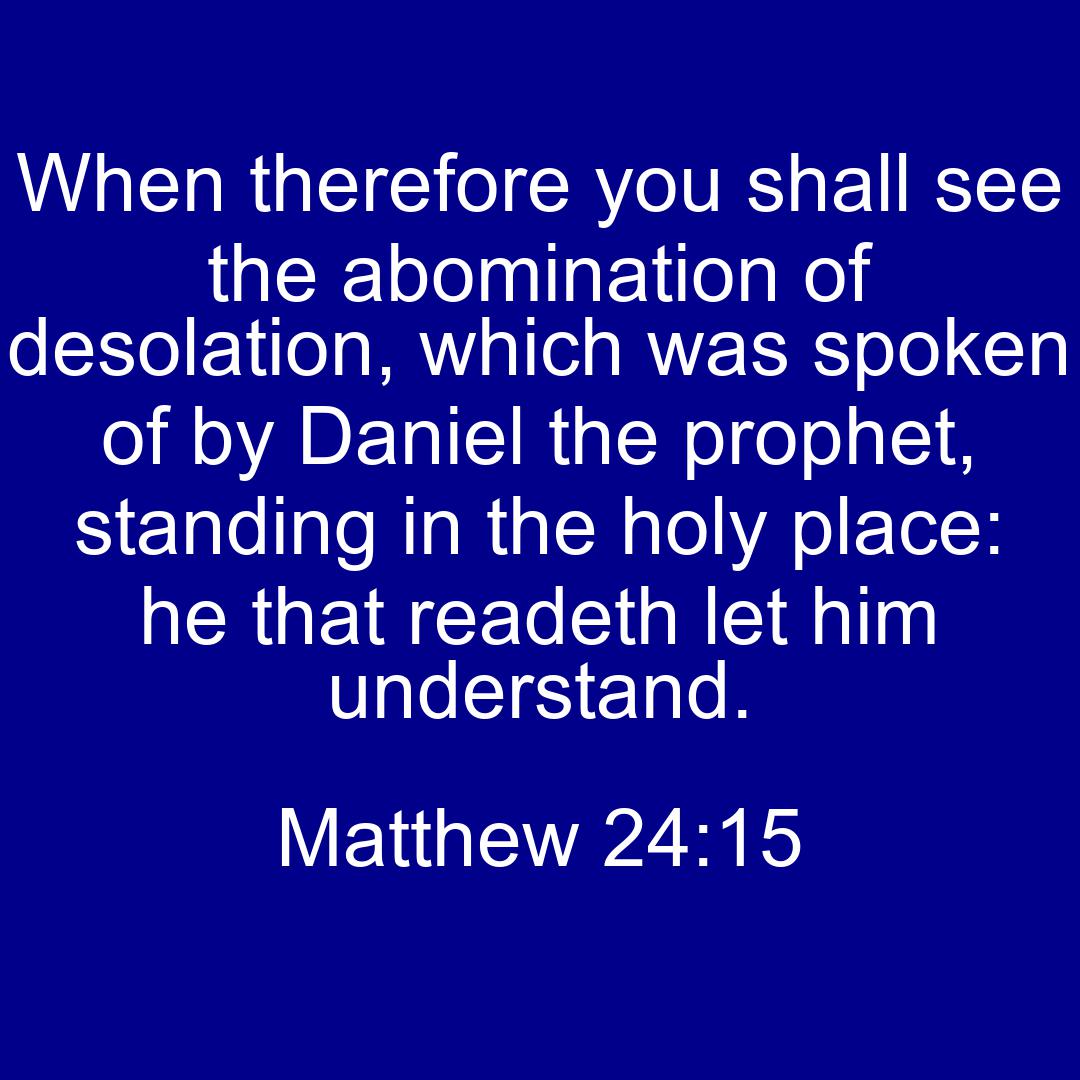 When therefore you shall see
the abomination of
desolation, which was spoken
of by Daniel the prophet,
standing in the holy place:
he that readeth let him
understand.
Matthew 24:15